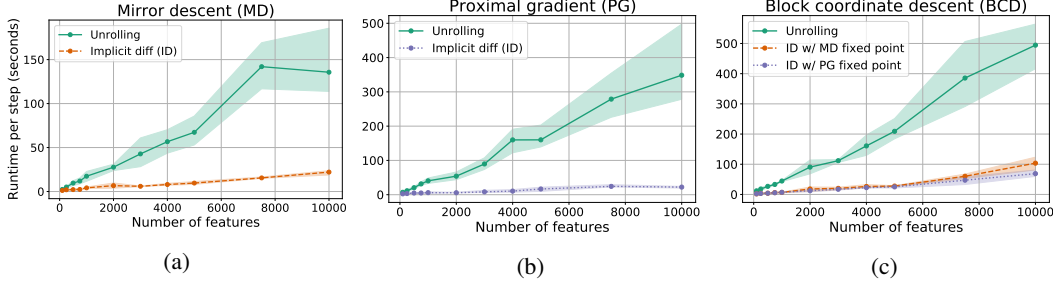 Mirror descent (MD)
Unrolling
Implicit diff (ID)
Runtime per step (seconds)
150
100
50
0
0 2000 4000 6000 8000 10000
Number of features
(a)
Proximal gradient (PG)
Unrolling
Implicit diff (ID)
500
400
300
200
100
0
0 2000 4000 6000 8000 10000
Number of features
(b)
Block coordinate descent (BCD)
Unrolling
ID w/ MD fixed point
ID w/ PG fixed point
500
400
300
200
100
0
0 2000 4000 6000 8000 10000
Number of features
(c)